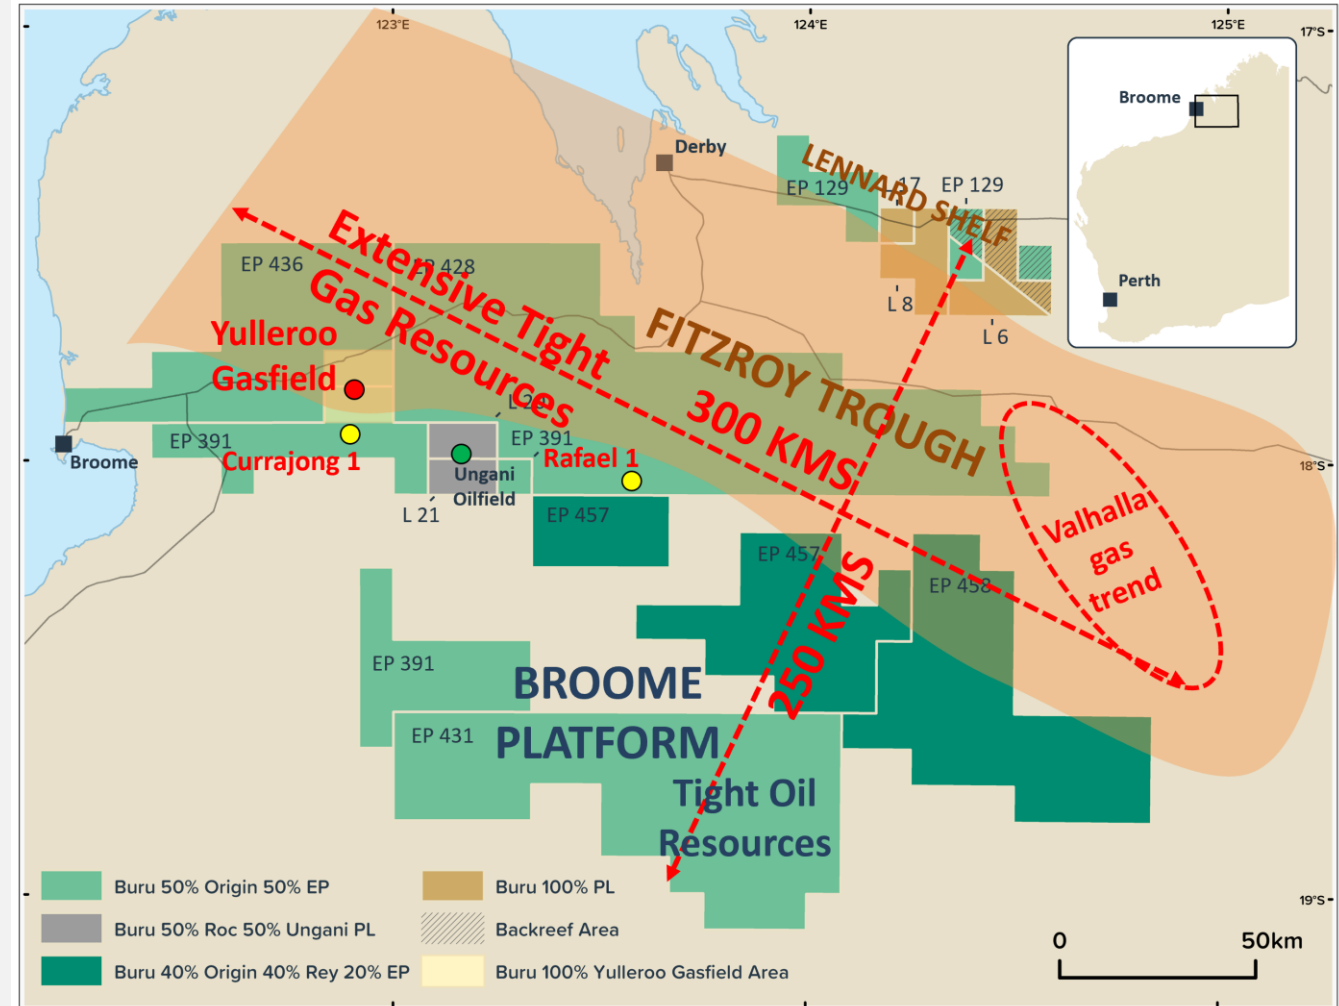 123°E
124°E
125°E
17°S
Broome
Perth
Derby
LENNARD SHELF
EP 129
17
EP 129
L 8
L 6
EP 436
EP 428
Extensive Tight
Gas Resources
Yulleroo
Gasfield
FITZROY TROUGH
300 KMS
L 20
EP 391
Currajong 1
EP 391
Rafael 1
Ungani
Oilfield
L 21
Broome
18°S
EP 457
EP 457
EP 458
Valhalla
gas
trend
250 KMS
EP 391
BROOME
PLATFORM
EP 431
Tight Oil
Resources
Buru 50% Origin 50% EP
Buru 50% Roc 50% Ungani PL
Buru 40% Origin 40% Rey 20% EP
Buru 100% PL
Backreef Area
Buru 100% Yulleroo Gasfield Area
19°S
0 50km